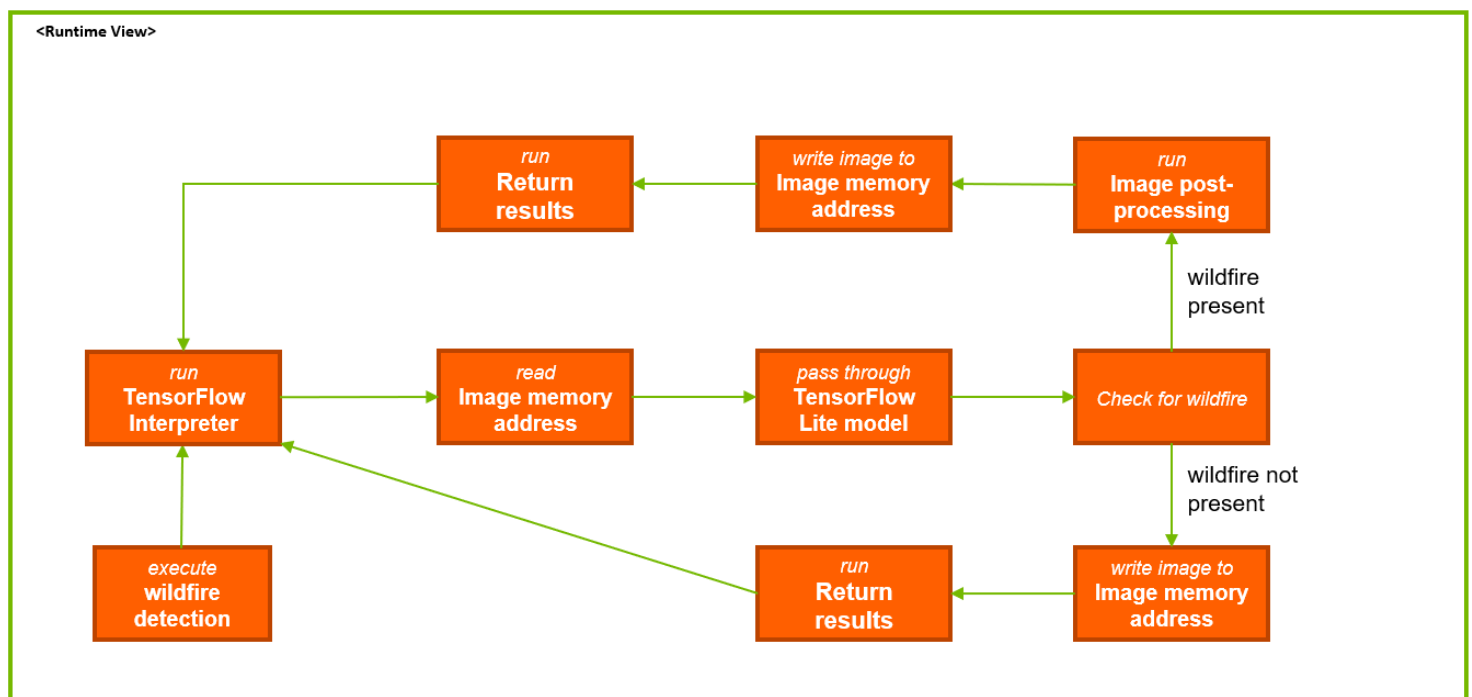 <Runtime View>
run
Return
results
write image to
Image memory
address
run
Image post-
processing
wildfire
present
run
TensorFlow
Interpreter
read
Image memory
address
pass through
TensorFlow
Lite model
Check for wildfire
wildfire not
present
execute
wildfire
detection
run
Return
results
write image to
Image memory
address